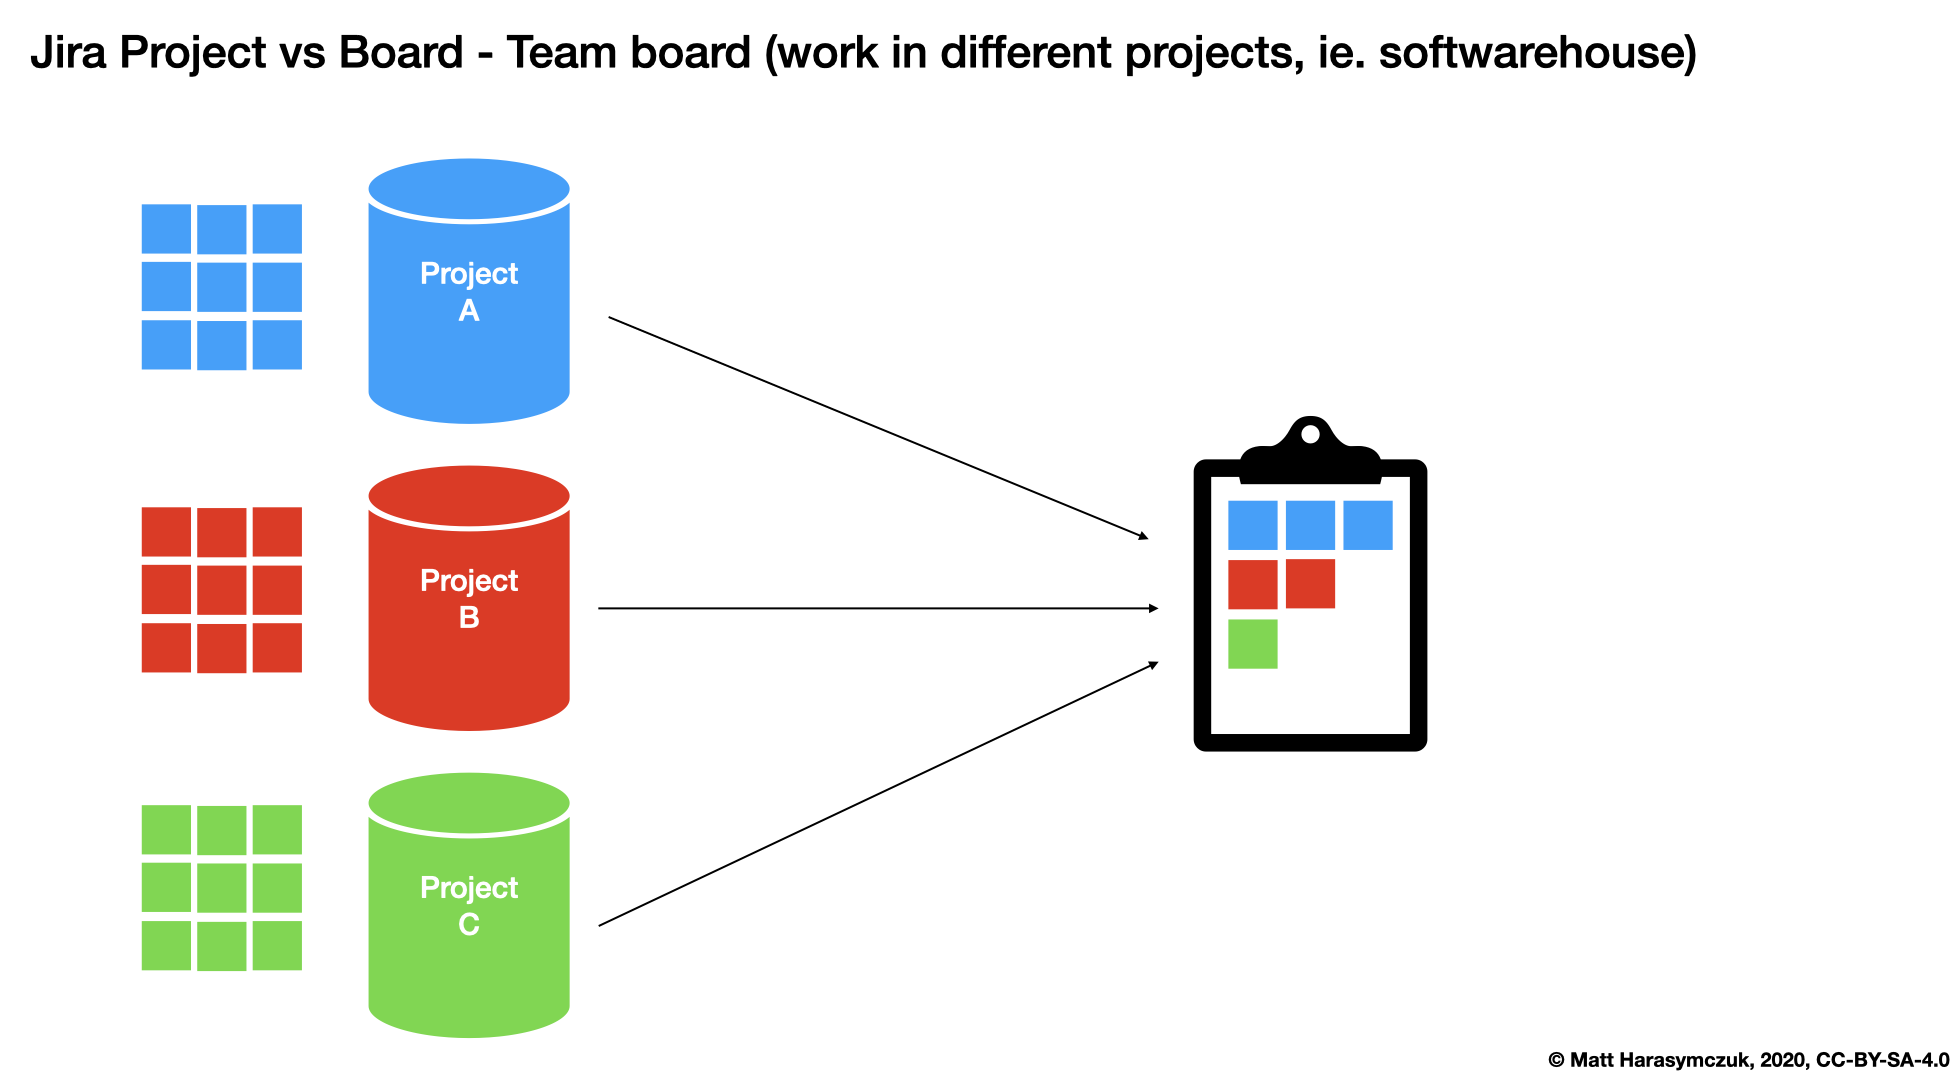 Jira Project vs Board - Team board (work in different projects, ie. softwarehouse)
Project
A
Project
B
Project
C
© Matt Harasymczuk, 2020, CC-BY-SA-4.0